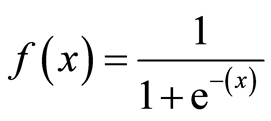 f(x) = 1 / (1 + e^-(x))